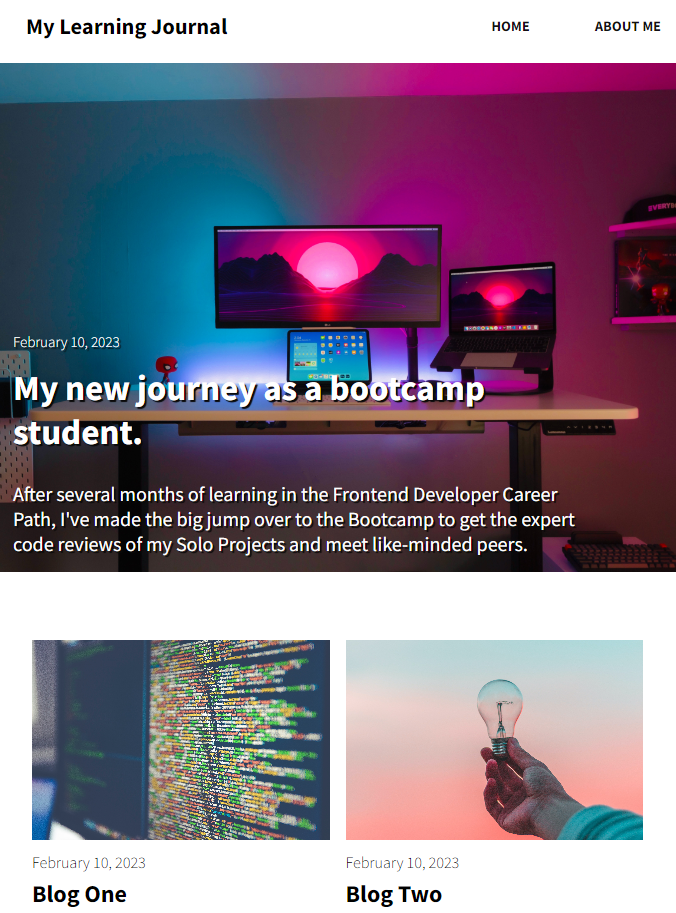 My Learning Journal
HOME
ABOUT ME
EVERYTH
February 10, 2023
My new journey as a bootcamp
student.
After several months of learning in the Frontend Developer Career
Path, I've made the big jump over to the Bootcamp to get the expert
code reviews of my Solo Projects and meet like-minded peers.
February 10, 2023
Blog One
February 10, 2023
Blog Two